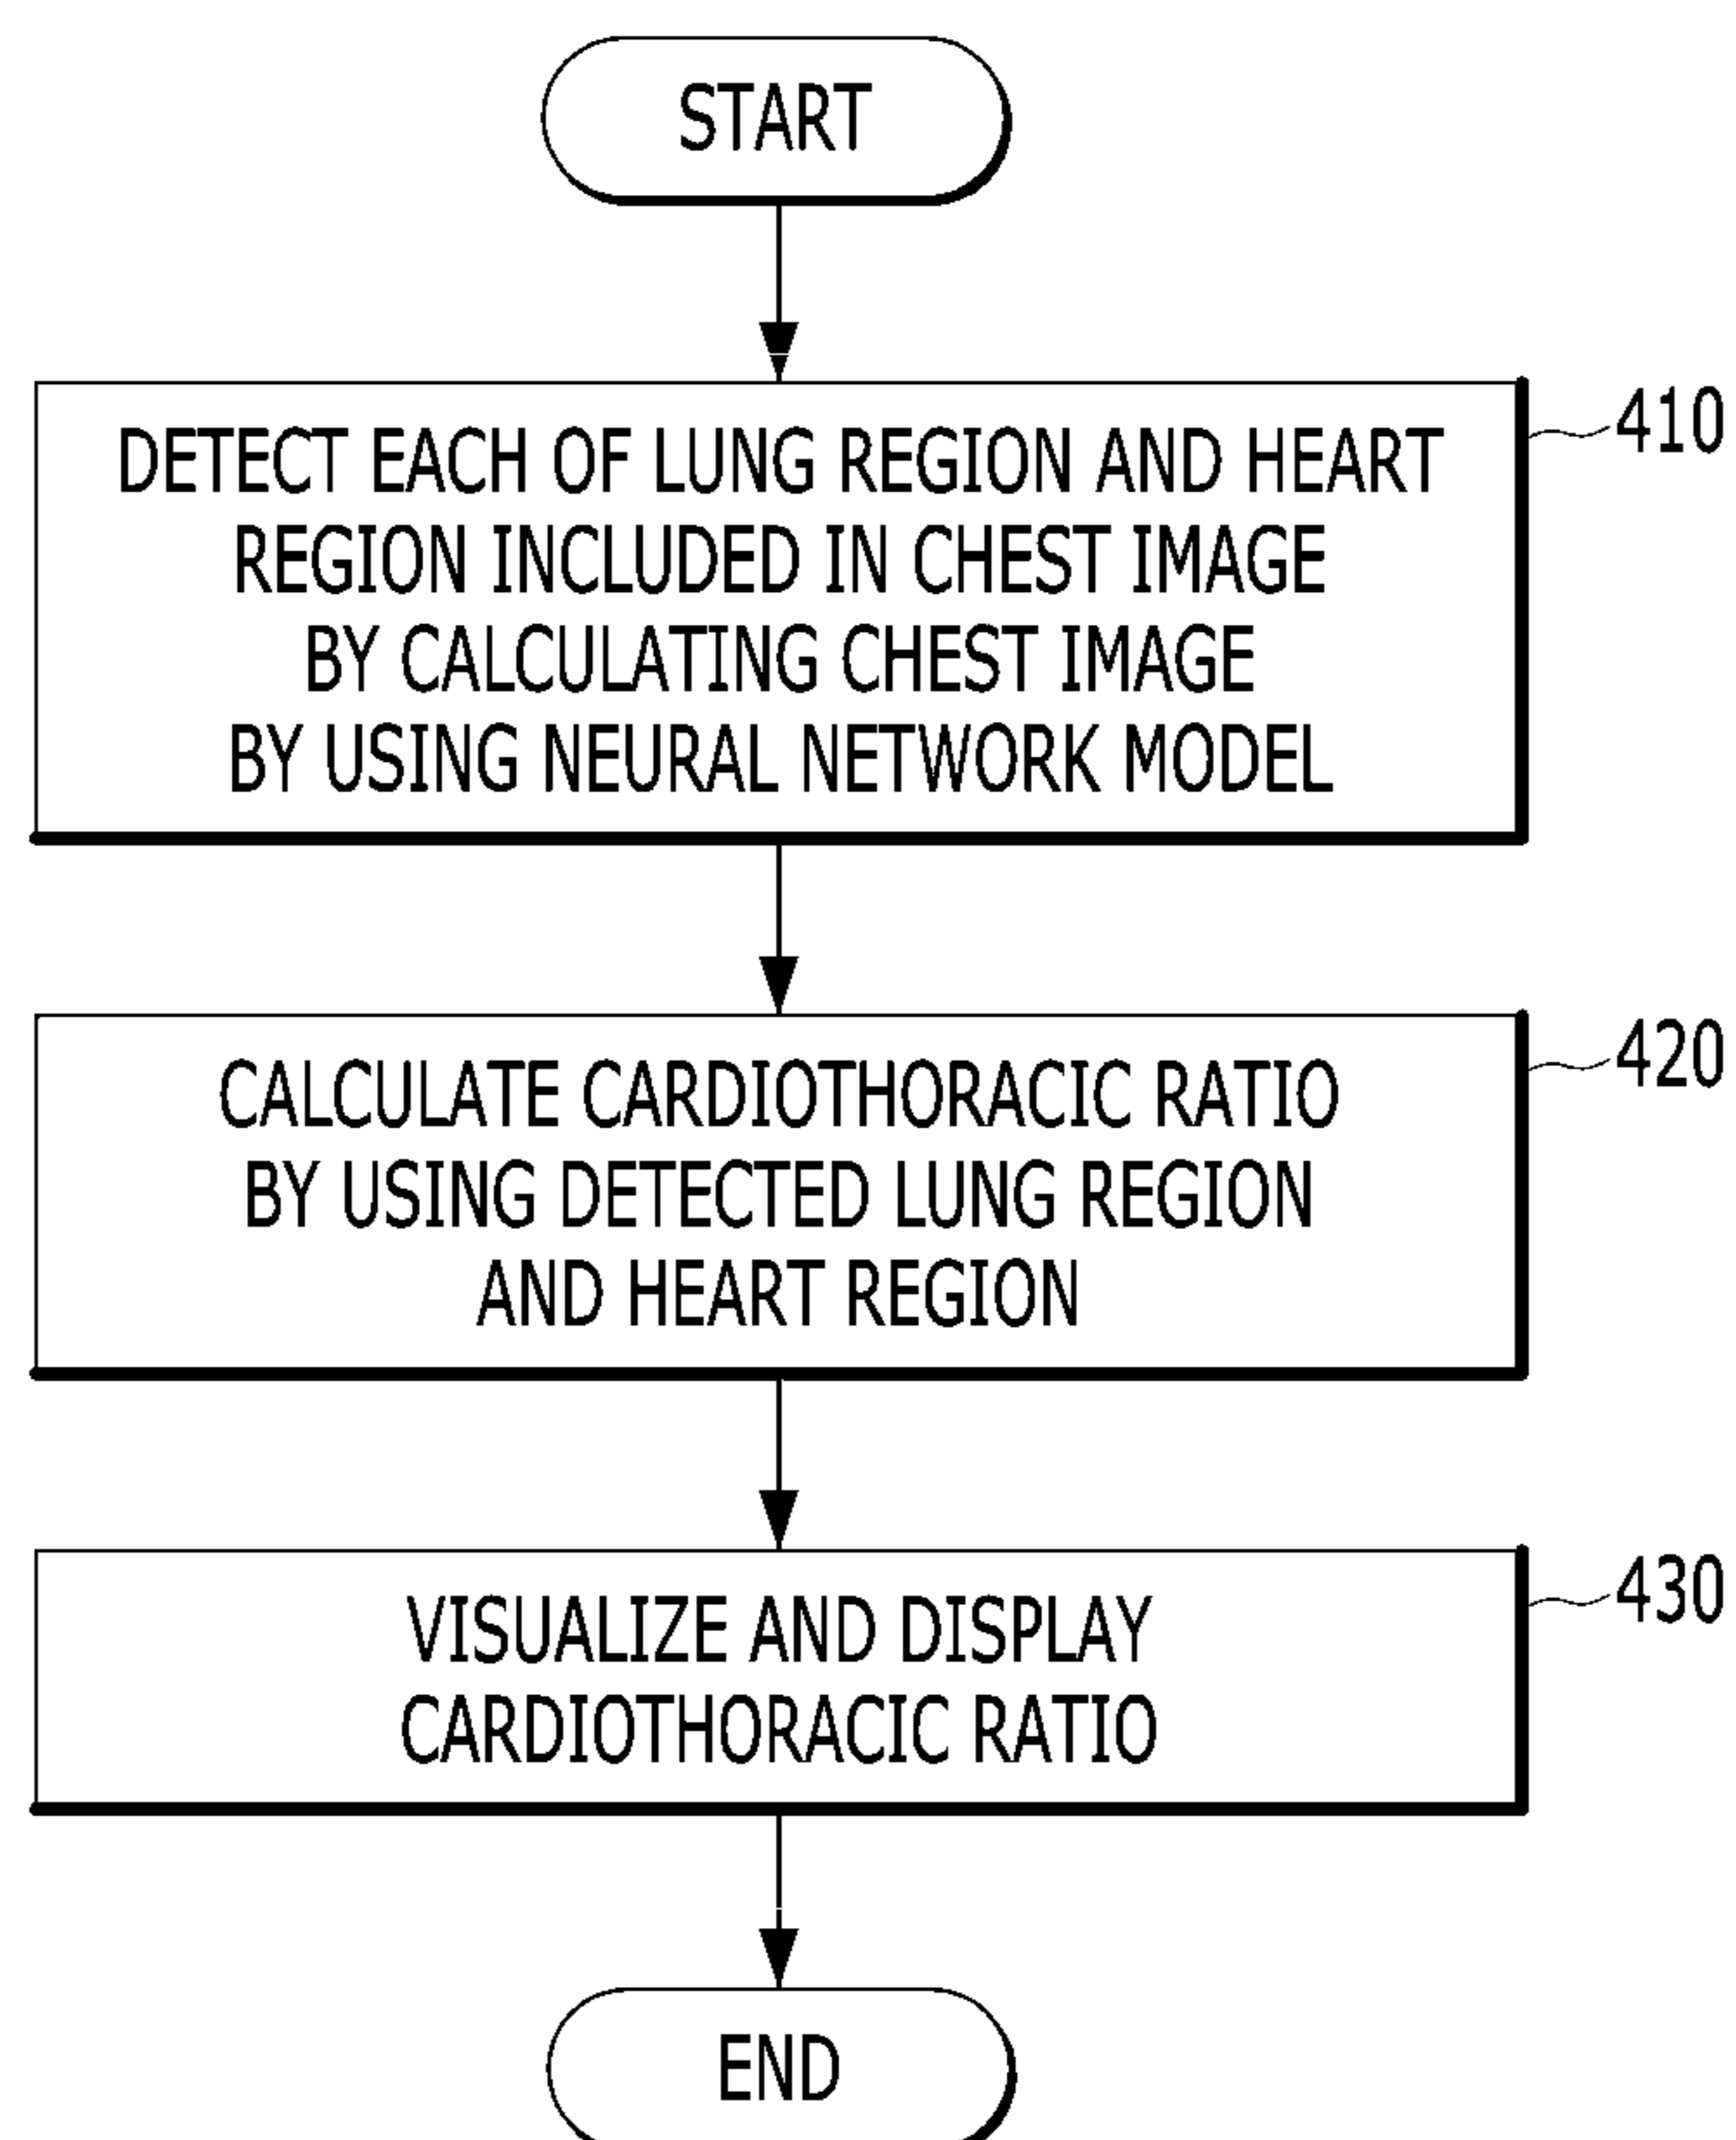 START
DETECT EACH OF LUNG REGION AND HEART
REGION INCLUDED IN CHEST IMAGE
BY CALCULATING CHEST IMAGE
BY USING NEURAL NETWORK MODEL
410
CALCULATE CARDIOTHORACIC RATIO
BY USING DETECTED LUNG REGION
AND HEART REGION
420
VISUALIZE AND DISPLAY
CARDIOTHORACIC RATIO
430
END